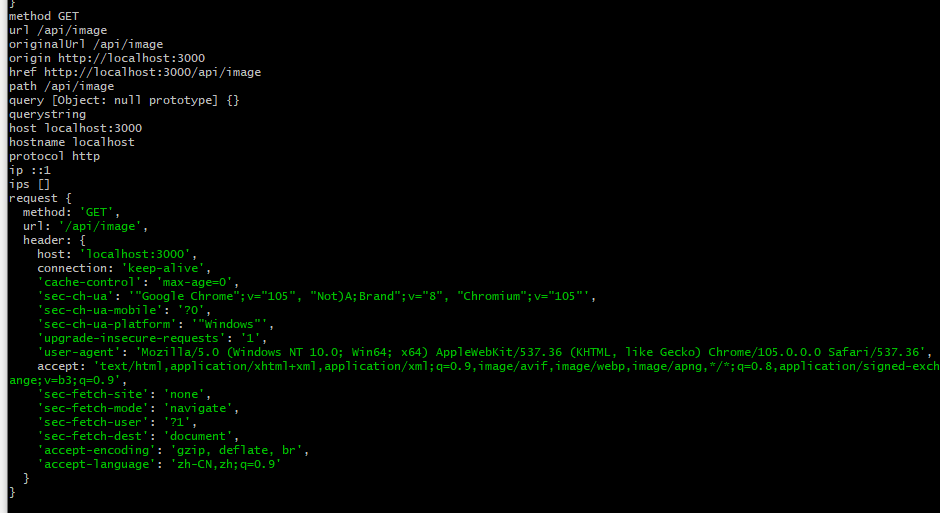 }
method GET
url /api/image
originalUrl /api/image
origin http://localhost:3000
href http://localhost:3000/api/image
path /api/image
query [Object: null prototype] {}
querystring
host localhost:3000
hostname localhost
protocol http
ip ::1
ips []
request {
  method: 'GET',
  url: '/api/image',
  header: {
    host: 'localhost:3000',
    connection: 'keep-alive',
    'cache-control': 'max-age=0',
    'sec-ch-ua': '"Google Chrome";v="105", "Not)A;Brand";v="8", "Chromium";v="105"',
    'sec-ch-ua-mobile': '?0',
    'sec-ch-ua-platform': '"Windows"',
    'upgrade-insecure-requests': '1',
    'user-agent': 'Mozilla/5.0 (Windows NT 10.0; Win64; x64) AppleWebKit/537.36 (KHTML, like Gecko) Chrome/105.0.0.0 Safari/537.36',
    accept: 'text/html,application/xhtml+xml,application/xml;q=0.9,image/avif,image/webp,image/apng,*/*;q=0.8,application/signed-exch
ange;v=b3;q=0.9',
    'sec-fetch-site': 'none',
    'sec-fetch-mode': 'navigate',
    'sec-fetch-user': '?1',
    'sec-fetch-dest': 'document',
    'accept-encoding': 'gzip, deflate, br',
    'accept-language': 'zh-CN,zh;q=0.9'
  }
}